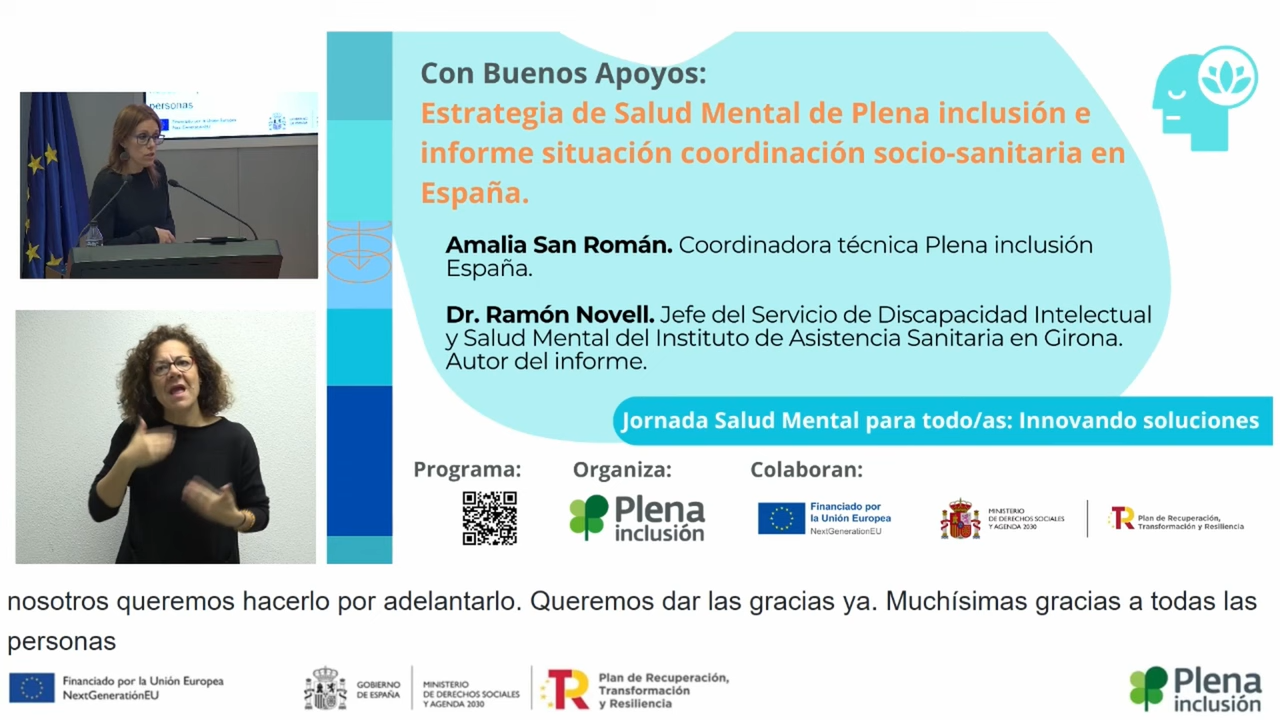 personas
Con Buenos Apoyos:
Estrategia de Salud Mental de Plena inclusión e
informe situación coordinación socio-sanitaria en
España.
Amalia San Román. Coordinadora técnica Plena inclusión
España.
Dr. Ramón Novell. Jefe del Servicio de Discapacidad Intelectual
y Salud Mental del Instituto de Asistencia Sanitaria en Girona.
Autor del informe.
Jornada Salud Mental para todo/as: Innovando soluciones
Programa:
Organiza:
Colaboran:
Plena
inclusión
Financiado por
la Unión Europea
NextGenerationEU
MINISTERIO
DE DERECHOS SOCIALES
Y AGENDA 2030
Plan de Recuperación,
Transformación
y Resiliencia
nosotros queremos hacerlo por adelantarlo. Queremos dar las gracias ya. Muchísimas gracias a todas las
personas
Financiado por la Unión Europea
NextGenerationEU
GOBIERNO
DE ESPAÑA
MINISTERIO
DE DERECHOS SOCIALES
Y AGENDA 2030
Plan de Recuperación,
Transformación
y Resiliencia
Plena
inclusión